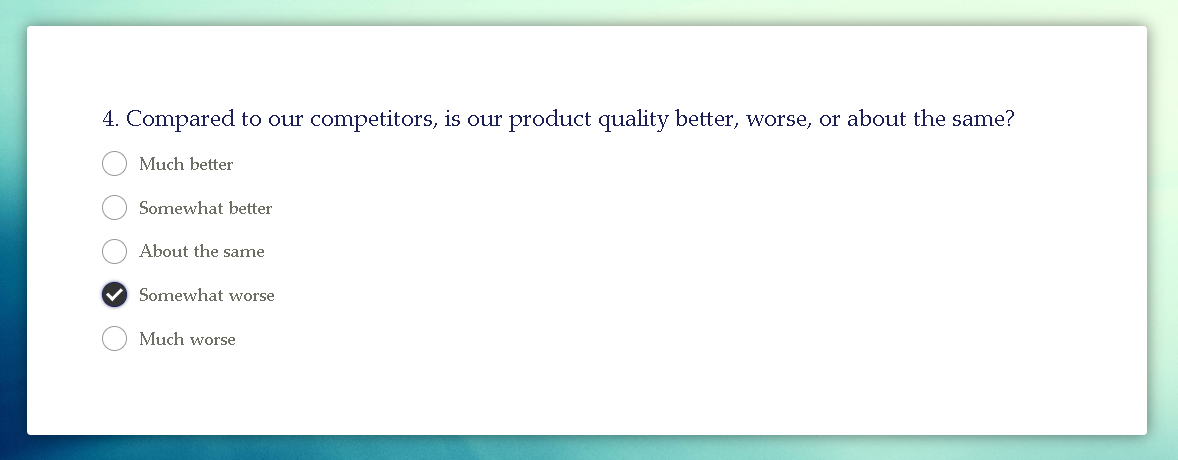 4. Compared to our competitors, is our product quality better, worse, or about the same?
Much better
Somewhat better
About the same
Somewhat worse
Much worse